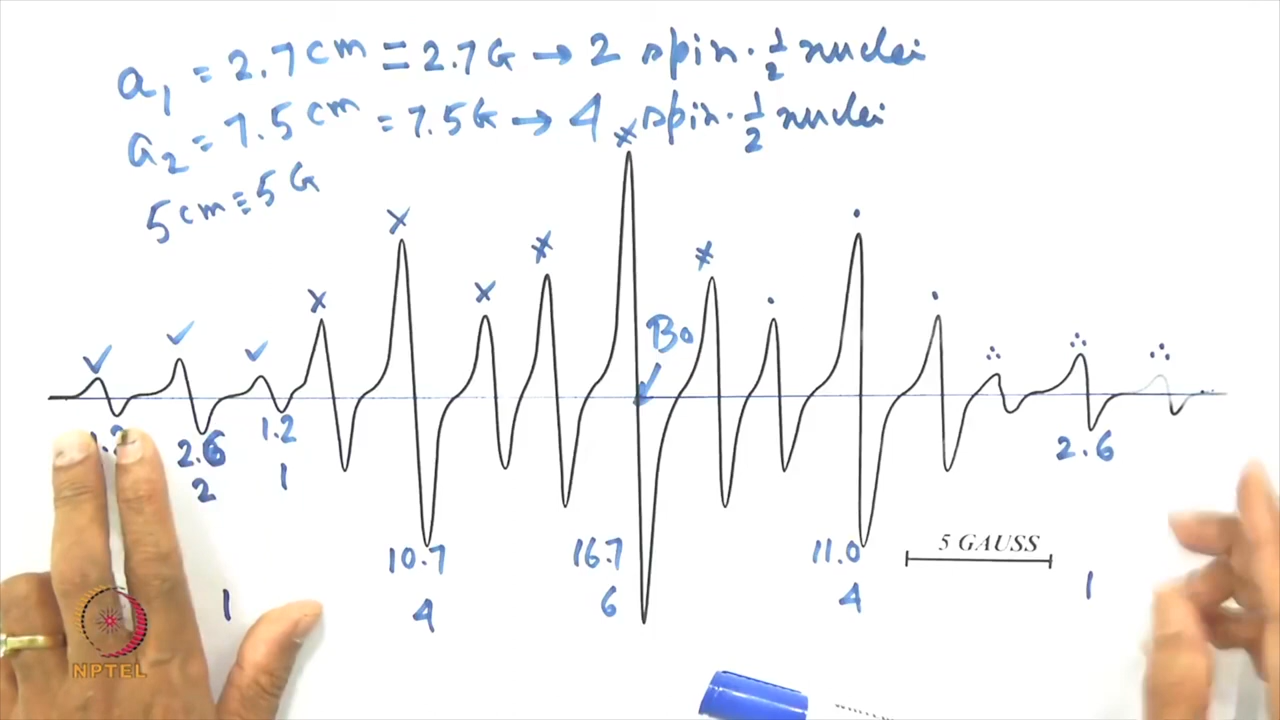 a₁ = 2.7 cm ≡ 2.7 G → 2 spin-½ nuclei
a₂ = 7.5 cm = 7.5 G → 4 spin-½ nuclei
5 cm ≡ 5 G
B₀
2.6 1.2 2.6
2 1
10.7 16.7 11.0 5 GAUSS
1 4 6 4 1
NPTEL